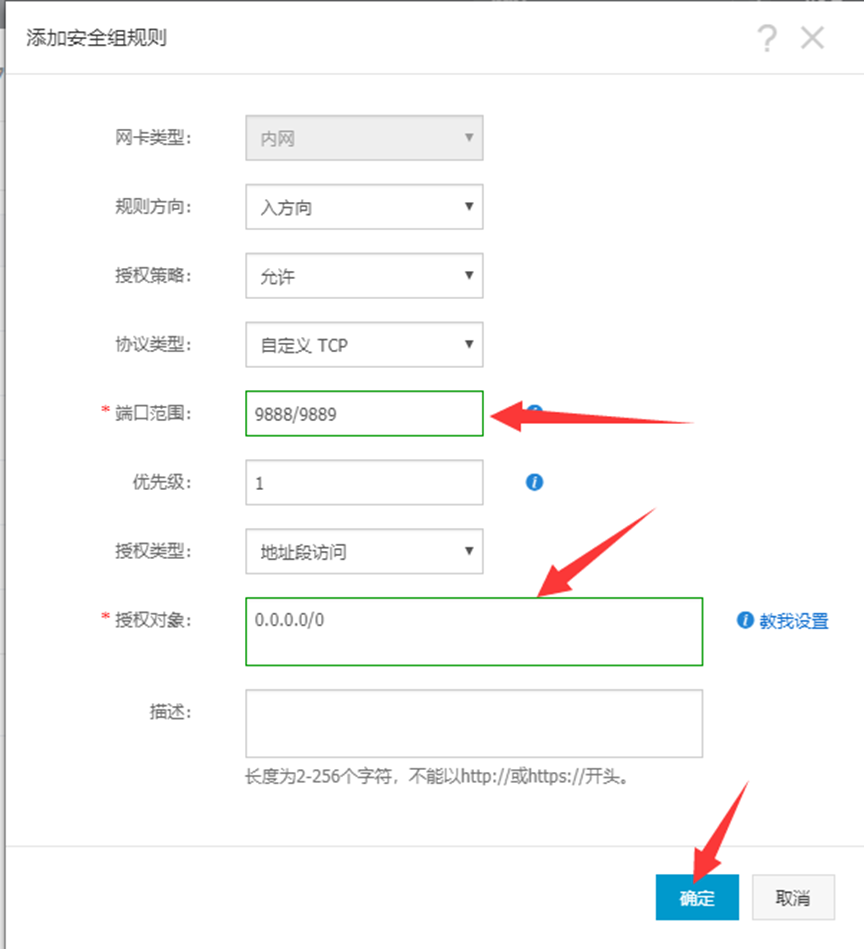 添加安全组规则
网卡类型: 内网
规则方向: 入方向
授权策略: 允许
协议类型: 自定义 TCP
* 端口范围: 9888/9889
优先级: 1
授权类型: 地址段访问
* 授权对象: 0.0.0.0/0 教我设置
描述:
长度为2-256个字符，不能以http://或https://开头。
确定 取消